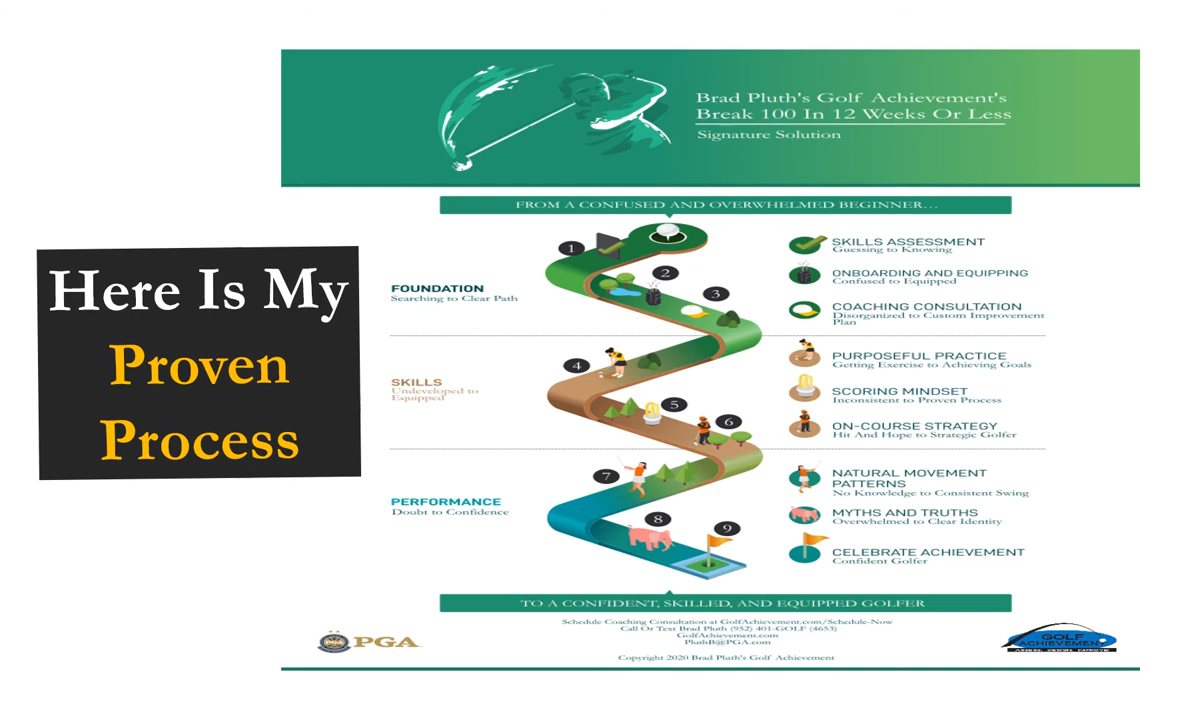 Here Is My
Proven
Process
Brad Pluth's Golf Achievement's
Break 100 In 12 Weeks Or Less
Signature Solution
FROM A CONFUSED AND OVERWHELMED BEGINNER...
FOUNDATION
Searching to Clear Path
1
2
3
SKILLS ASSESSMENT
Guessing to Knowing
ONBOARDING AND EQUIPPING
Confused to Equipped
COACHING CONSULTATION
Disorganized to Custom Improvement
Plan
SKILLS
Undeveloped to
Equipped
4
5
6
PURPOSEFUL PRACTICE
Getting Exercise to Achieving Goals
SCORING MINDSET
Inconsistent to Proven Process
ON-COURSE STRATEGY
Hit And Hope to Strategic Golfer
PERFORMANCE
Doubt to Confidence
7
8
9
NATURAL MOVEMENT
PATTERNS
No Knowledge to Consistent Swing
MYTHS AND TRUTHS
Overwhelmed to Clear Identity
CELEBRATE ACHIEVEMENT
Confident Golfer
TO A CONFIDENT, SKILLED, AND EQUIPPED GOLFER
Schedule Coaching Consultation at GolfAchievement.com/Schedule-Now
Call Or Text Brad Pluth (952) 401-GOLF (4653)
GolfAchievement.com
PluthB@PGA.com
Copyright 2020 Brad Pluth's Golf Achievement
PGA
GOLF
ACHIEVEMENT